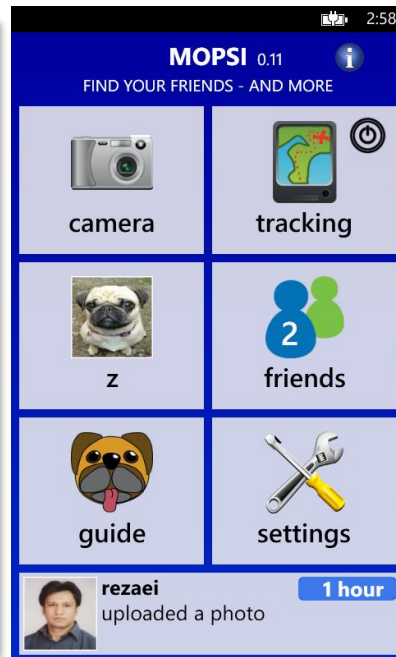 2:58
MOPSI 0.11
FIND YOUR FRIENDS - AND MORE
camera
tracking
z
2
friends
guide
settings
rezaei
1 hour
uploaded a photo